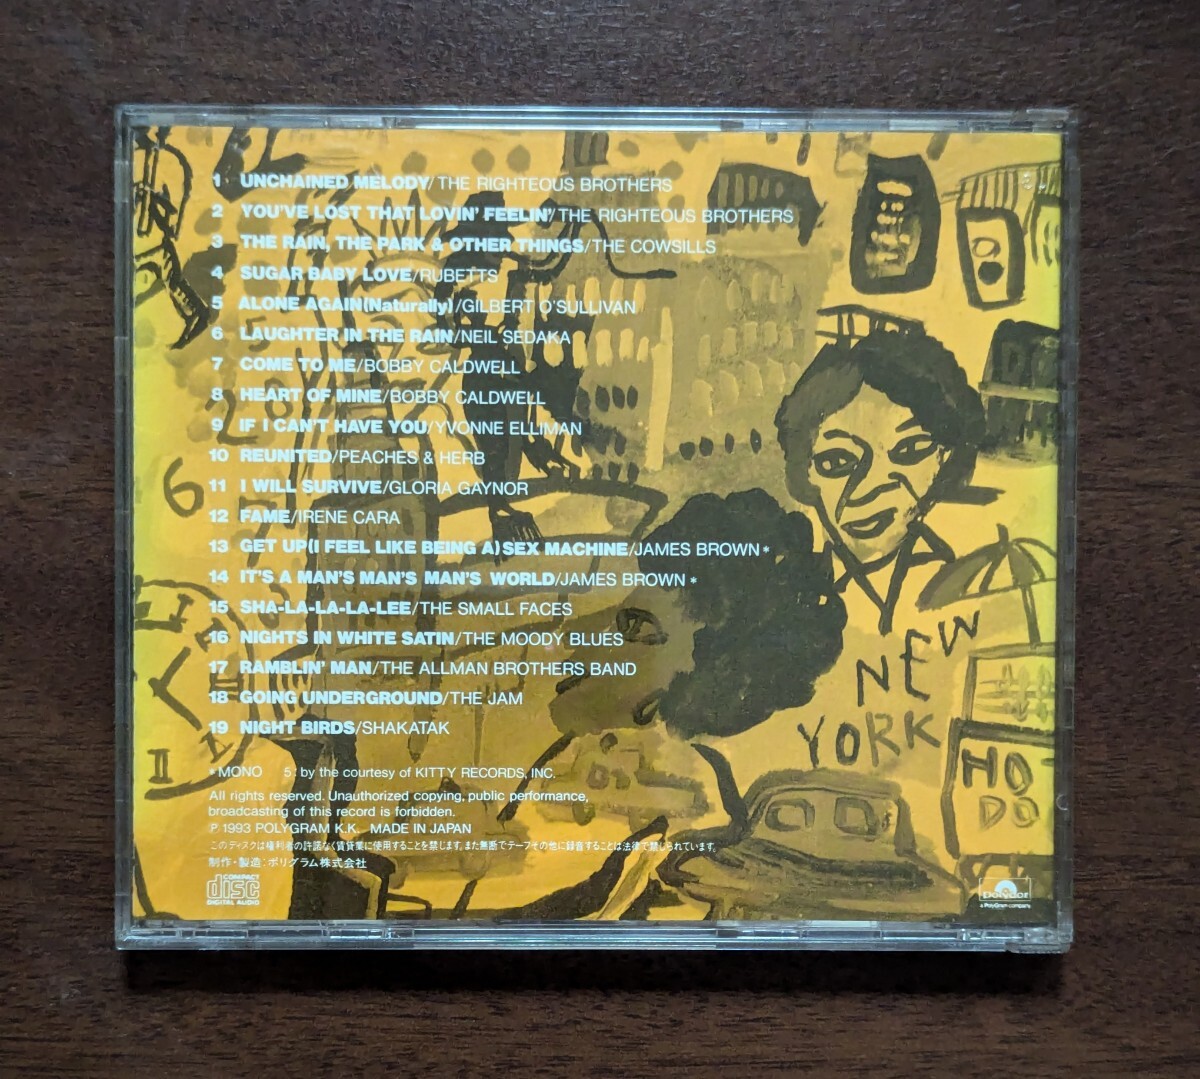 1 UNCHAINED MELODY/THE RIGHTEOUS BROTHERS
2 YOU'VE LOST THAT LOVIN' FEELIN'/THE RIGHTEOUS BROTHERS
3 THE RAIN, THE PARK & OTHER THINGS/THE COWSILLS
4 SUGAR BABY LOVE/RUBETTS
5 ALONE AGAIN(Naturally)/GILBERT O'SULLIVAN
6 LAUGHTER IN THE RAIN/NEIL SEDAKA
7 COME TO ME/BOBBY CALDWELL
8 HEART OF MINE/BOBBY CALDWELL
9 IF I CAN'T HAVE YOU/YVONNE ELLIMAN
10 REUNITED/PEACHES & HERB
11 I WILL SURVIVE/GLORIA GAYNOR
12 FAME/IRENE CARA
13 GET UP(I FEEL LIKE BEING A)SEX MACHINE/JAMES BROWN*
14 IT'S A MAN'S MAN'S MAN'S WORLD/JAMES BROWN*
15 SHA-LA-LA-LA-LEE/THE SMALL FACES
16 NIGHTS IN WHITE SATIN/THE MOODY BLUES
17 RAMBLIN' MAN/THE ALLMAN BROTHERS BAND
18 GOING UNDERGROUND/THE JAM
19 NIGHT BIRDS/SHAKATAK
*MONO 5: by the courtesy of KITTY RECORDS, INC.
All rights reserved. Unauthorized copying, public performance,
broadcasting of this record is forbidden.
℗ 1993 POLYGRAM K.K. MADE IN JAPAN
このディスクは権利者の許諾なく賃貸業に使用することを禁じます。また無断でテープその他に録音することは法律で禁じられています。
制作・製造:ポリグラム株式会社
COMPACT
disc
DIGITAL AUDIO
NEW
YORK
HO
DO
6
2
II
polydor
a PolyGram company